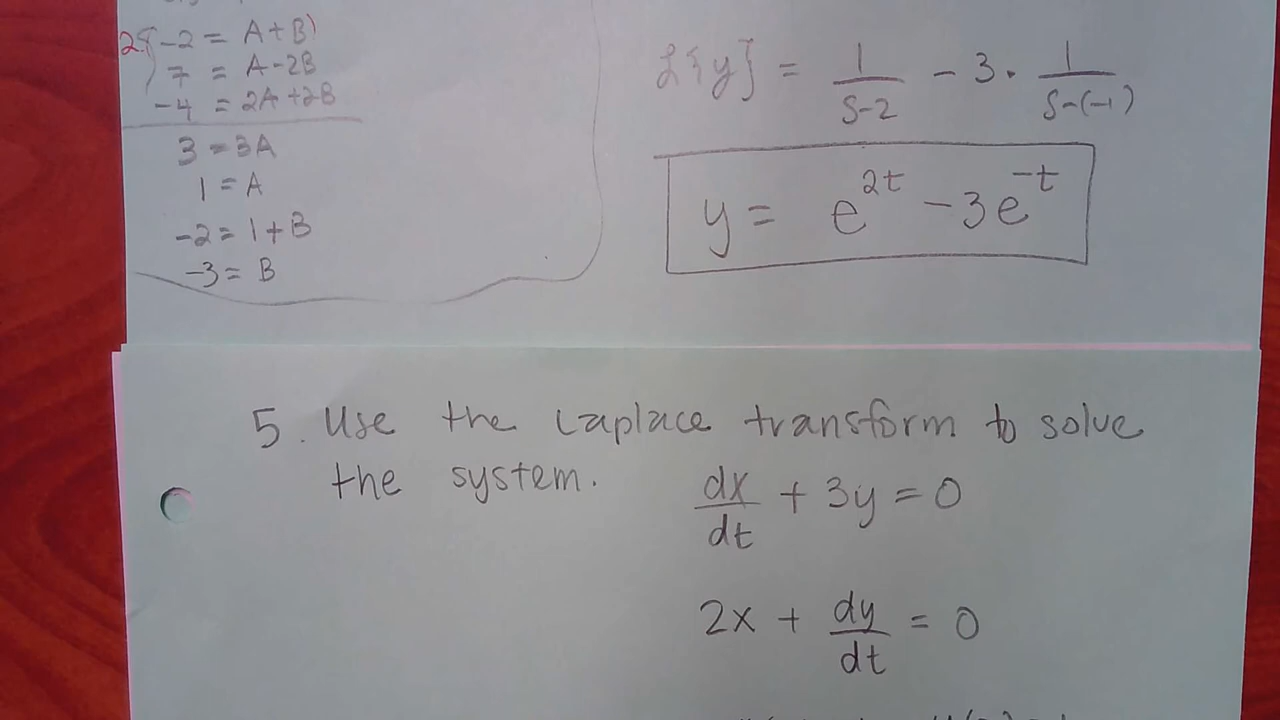 -2 = A+B
7 = A-2B
-4 = 2A+2B
3 = 3A
1 = A
-2 = 1+B
-3 = B
ℒ{y} = 1/(s-2) - 3 · 1/(s-(-1))
y = e^{2t} - 3e^{-t}
5. Use the Laplace transform to solve
the system. dx/dt + 3y = 0
2x + dy/dt = 0